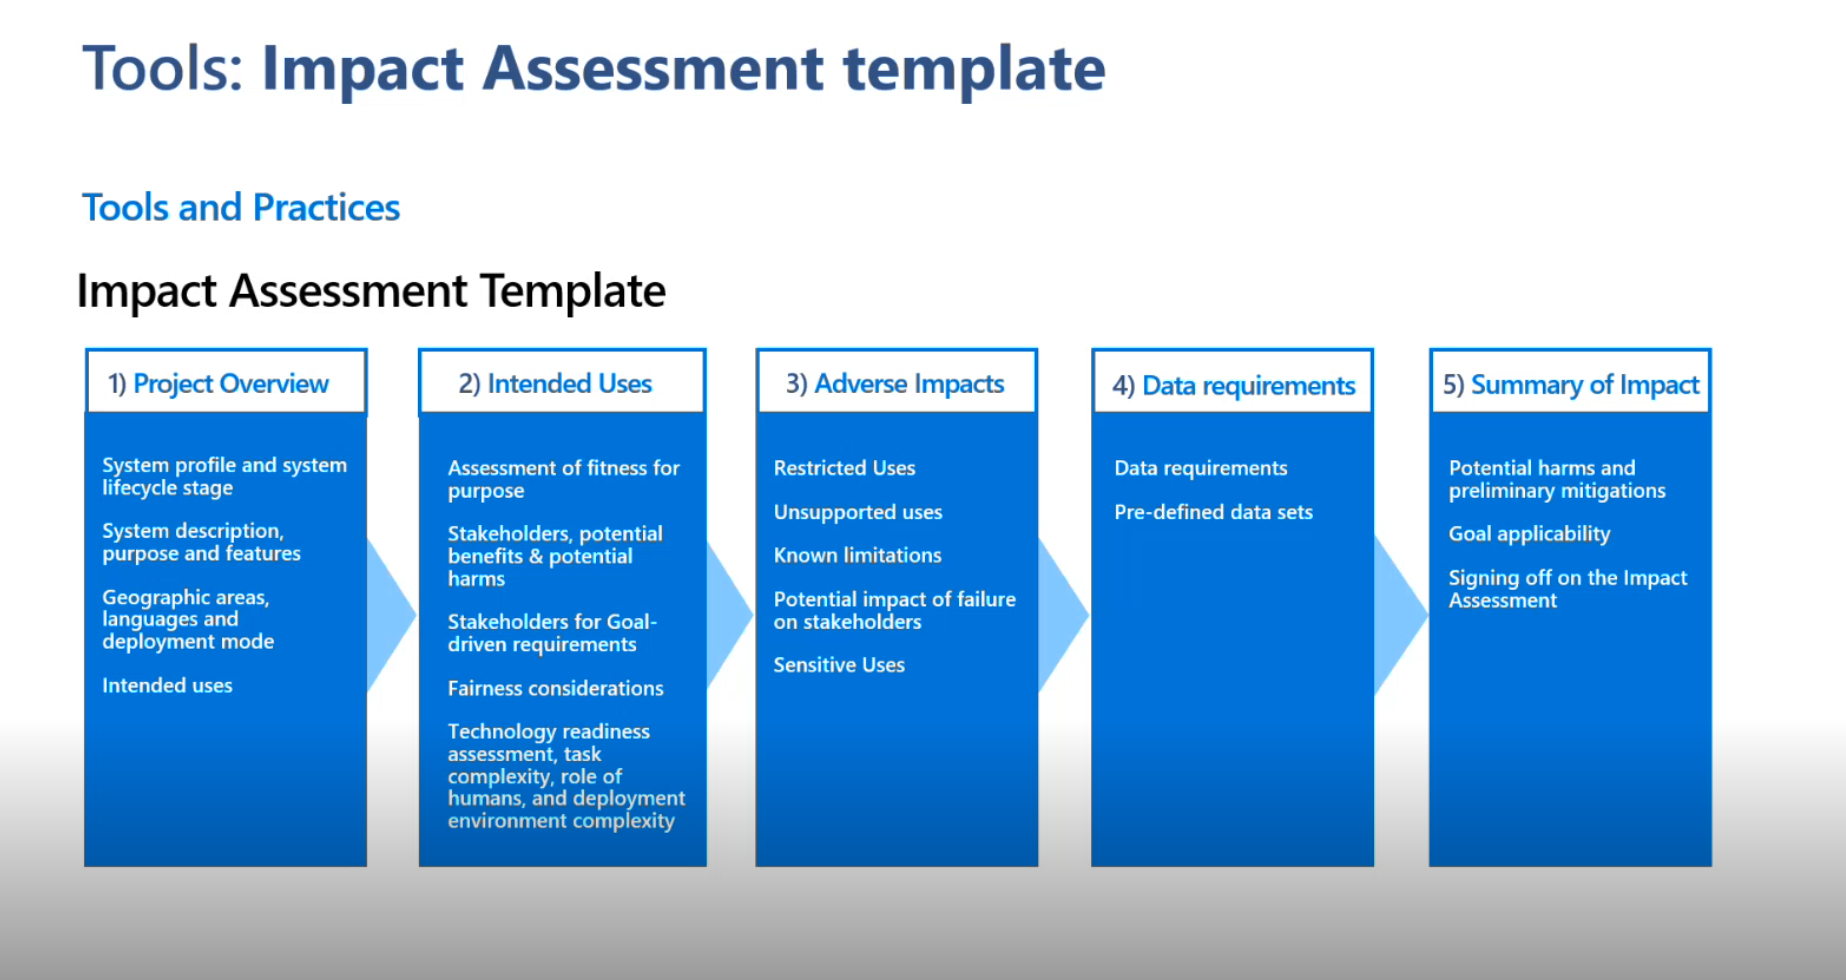 Tools: Impact Assessment template
Tools and Practices
Impact Assessment Template
1) Project Overview
System profile and system
lifecycle stage
System description,
purpose and features
Geographic areas,
languages and
deployment mode
Intended uses
2) Intended Uses
Assessment of fitness for
purpose
Stakeholders, potential
benefits & potential
harms
Stakeholders for Goal-
driven requirements
Fairness considerations
Technology readiness
assessment, task
complexity, role of
humans, and deployment
environment complexity
3) Adverse Impacts
Restricted Uses
Unsupported uses
Known limitations
Potential impact of failure
on stakeholders
Sensitive Uses
4) Data requirements
Data requirements
Pre-defined data sets
5) Summary of Impact
Potential harms and
preliminary mitigations
Goal applicability
Signing off on the Impact
Assessment